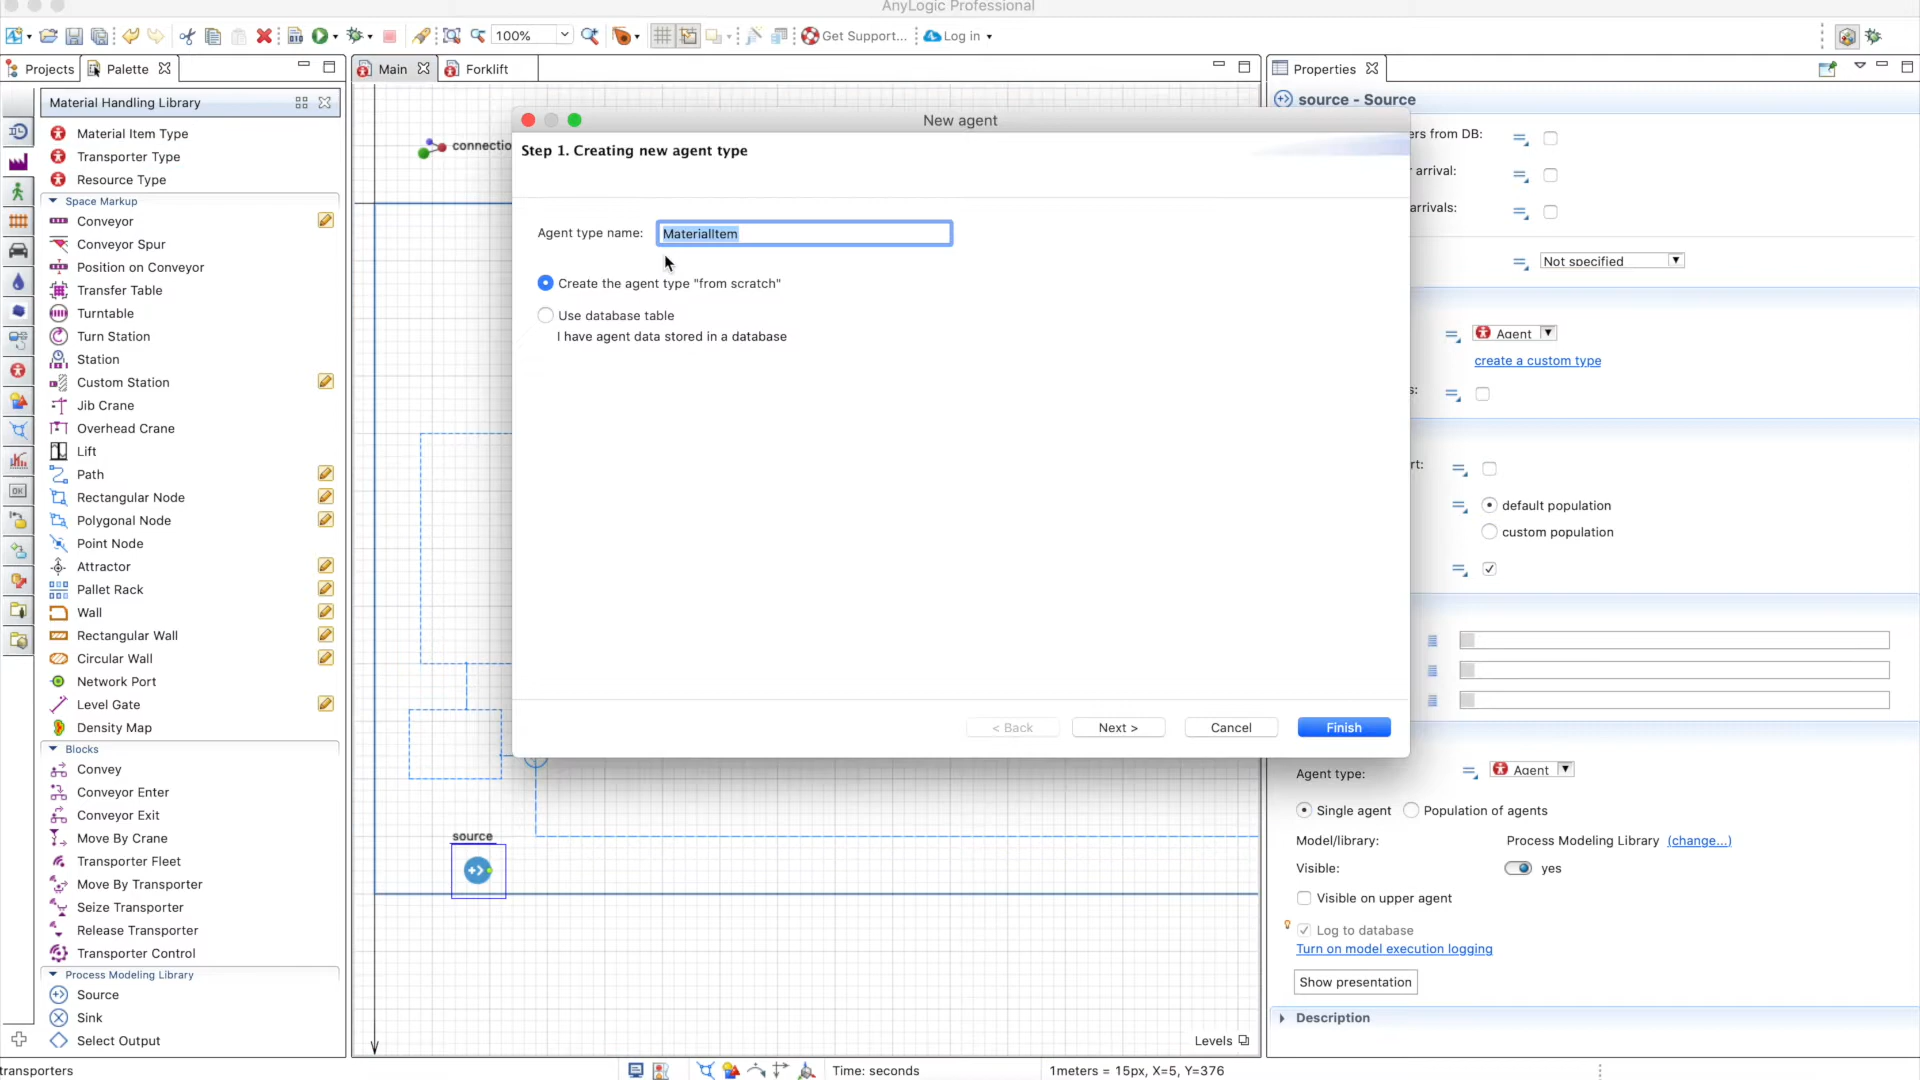 AnyLogic Professional
100%
Get Support...
Log in
Projects
Palette
Main
Forklift
Properties
Material Handling Library
source - Source
Material Item Type
Transporter Type
Resource Type
Space Markup
Conveyor
Conveyor Spur
Position on Conveyor
Transfer Table
Turntable
Turn Station
Station
Custom Station
Jib Crane
Overhead Crane
Lift
Path
Rectangular Node
Polygonal Node
Point Node
Attractor
Pallet Rack
Wall
Rectangular Wall
Circular Wall
Network Port
Level Gate
Density Map
Blocks
Convey
Conveyor Enter
Conveyor Exit
Move By Crane
Transporter Fleet
Move By Transporter
Seize Transporter
Release Transporter
Transporter Control
Process Modeling Library
Source
Sink
Select Output
OK
connectio
source
Levels
New agent
Step 1. Creating new agent type
Agent type name:
MaterialItem
Create the agent type "from scratch"
Use database table
I have agent data stored in a database
< Back
Next >
Cancel
Finish
ers from DB:
arrival:
arrivals:
Not specified
Agent
create a custom type
s:
rt:
default population
custom population
Agent type:
Agent
Single agent
Population of agents
Model/library:
Process Modeling Library
(change...)
Visible:
yes
Visible on upper agent
Log to database
Turn on model execution logging
Show presentation
Description
transporters
Time: seconds
1meters = 15px, X=5, Y=376